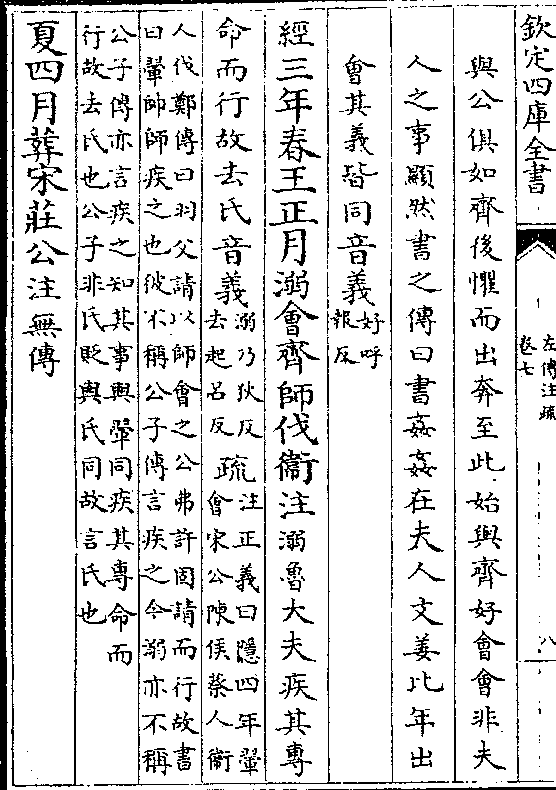 欽定四庫全書
左傳注疏
卷七
八
與公俱如齊後懼而出奔至此始與齊好會會非夫
人之事顯然書之傳曰書姦姦在夫人文姜比年出
會其義皆同音義好呼
報反
經三年春王正月溺會齊師伐衞注溺魯大夫疾其專
命而行故去氏音義溺乃狄反
去起呂反疏注正義曰隱四年翬
會宋公陳侯蔡人衞
人伐鄭傳曰羽父請以師會之公弗許固請而行故書
曰翬帥師疾之也彼不稱公子傳言疾之今溺亦不稱
公子傳亦言疾之知其事與翬同疾其專命而
行故去氏也公子非氏貶與氏同故言氏也
夏四月葬宋莊公注無傳